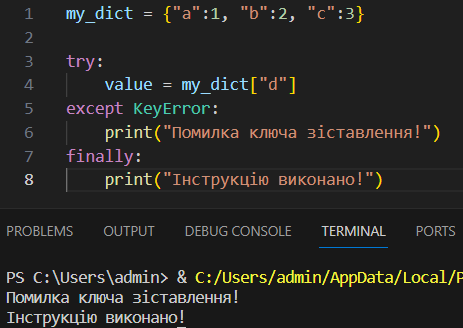 1 my_dict = {"a":1, "b":2, "c":3}
2
3 try:
4     value = my_dict["d"]
5 except KeyError:
6     print("Помилка ключа зіставлення!")
7 finally:
8     print("Інструкцію виконано!")
PROBLEMS OUTPUT DEBUG CONSOLE TERMINAL PORTS
PS C:\Users\admin> & C:/Users/admin/AppData/Local/P
Помилка ключа зіставлення!
Інструкцію виконано!